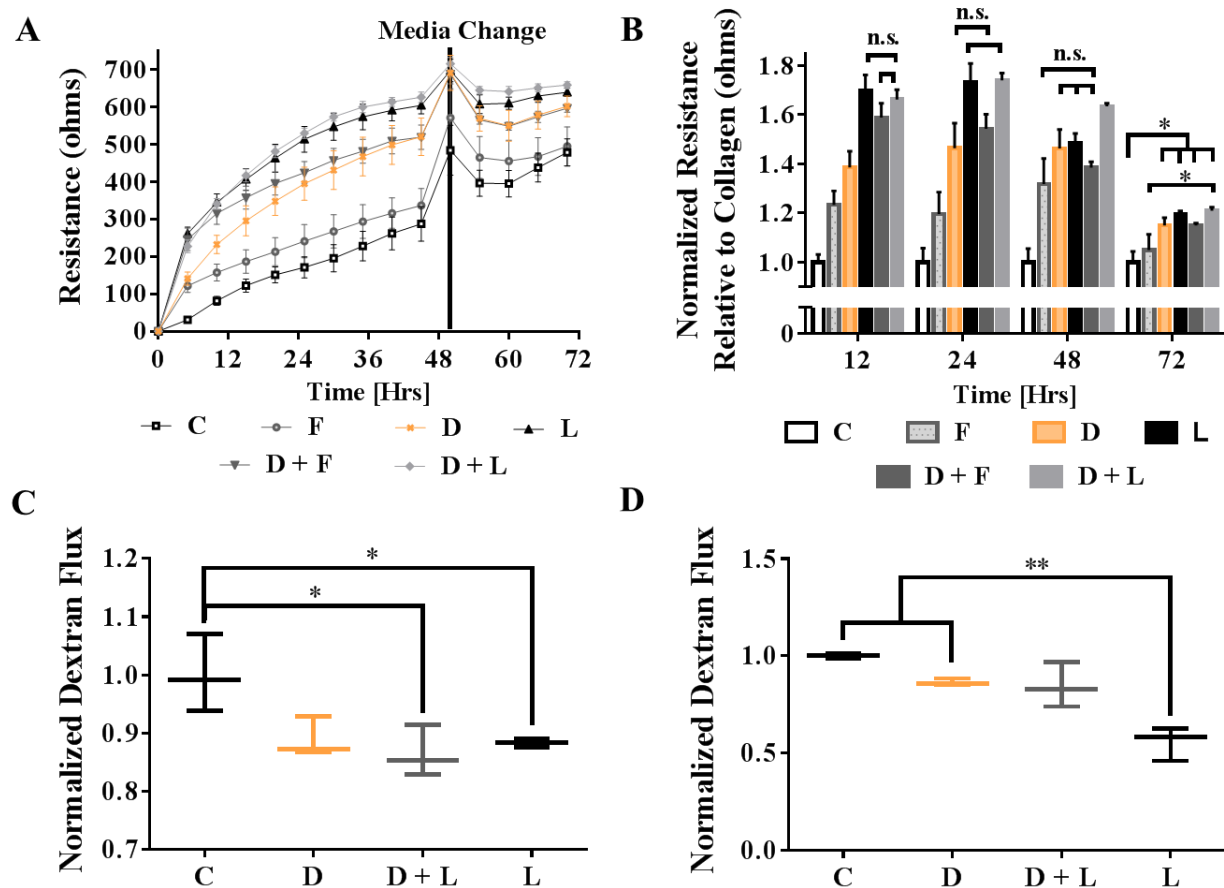 A
Media Change
Resistance (ohms)
700
600
500
400
300
200
100
0
0 12 24 36 48 60 72
Time [Hrs]
C F D L
D + F D + L
B
n.s.
n.s.
n.s.
*
*
Normalized Resistance
Relative to Collagen (ohms)
1.8
1.6
1.4
1.2
1.0
0
12 24 48 72
Time [Hrs]
C F D L
D + F D + L
C
Normalized Dextran Flux
1.2
1.1
1.0
0.9
0.8
0.7
*
*
C D D + L L
D
Normalized Dextran Flux
1.5
1.0
0.5
0.0
**
C D D + L L